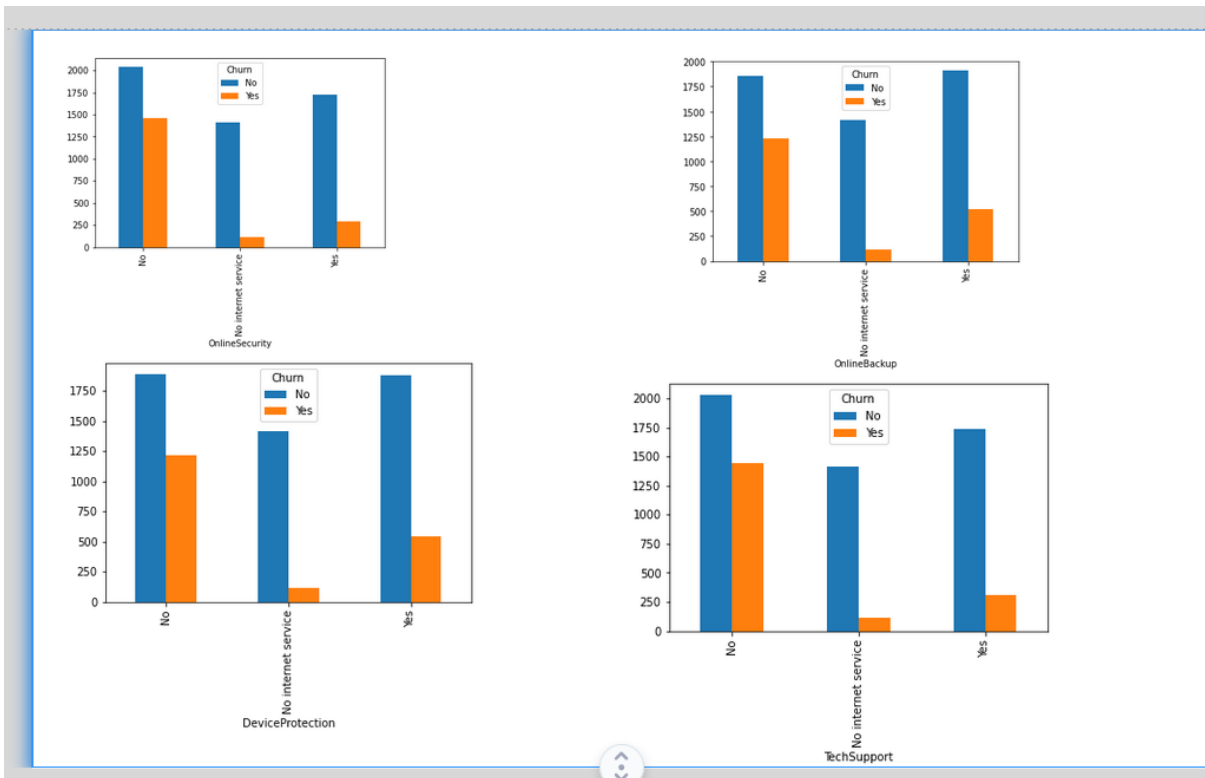 Churn
No
Yes
2000
1750
1500
1250
1000
750
500
250
0
No
No internet service
Yes
OnlineSecurity
Churn
No
Yes
2000
1750
1500
1250
1000
750
500
250
0
No
No internet service
Yes
OnlineBackup
Churn
No
Yes
1750
1500
1250
1000
750
500
250
0
No
No internet service
Yes
DeviceProtection
Churn
No
Yes
2000
1750
1500
1250
1000
750
500
250
0
No
No internet service
Yes
TechSupport